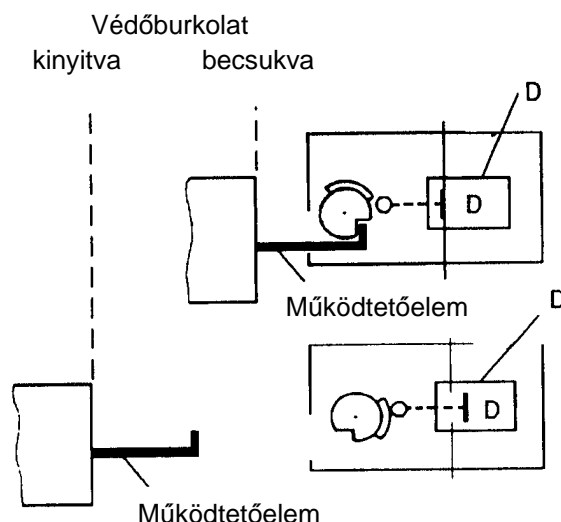 Védőburkolat
kinyitva becsukva
D
D
Működtetőelem
D
D
Működtetőelem